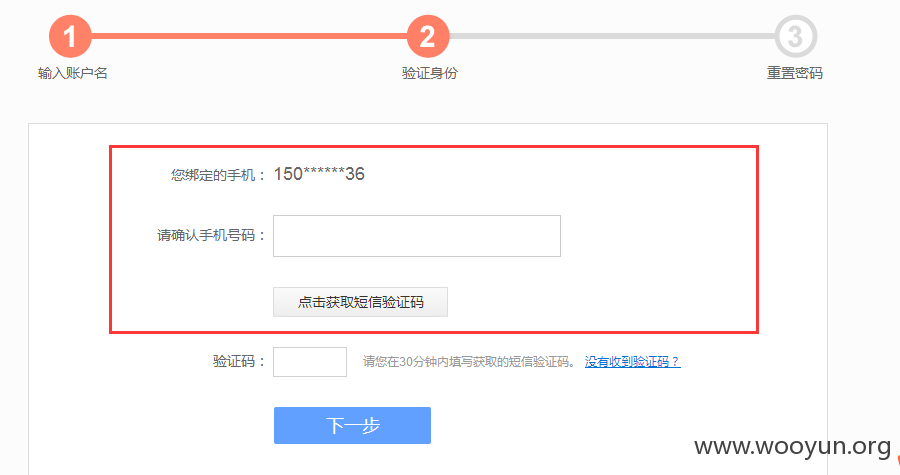 1 2 3
输入账户名 验证身份 重置密码
您绑定的手机： 150******36
请确认手机号码：
点击获取短信验证码
验证码： 请您在30分钟内填写获取的短信验证码。 没有收到验证码？
下一步
www.wooyun.org